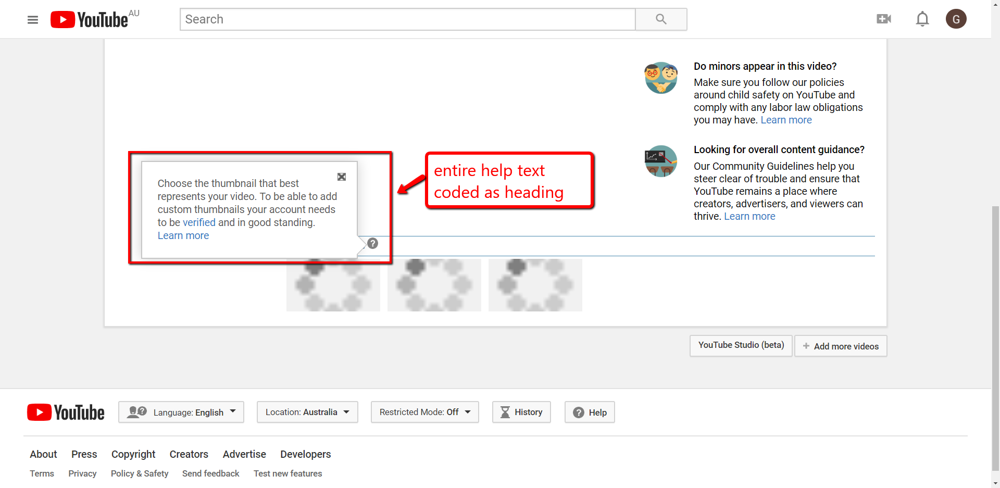 YouTube AU
Search
G
Do minors appear in this video?
Make sure you follow our policies
around child safety on YouTube and
comply with any labor law obligations
you may have. Learn more
Looking for overall content guidance?
Our Community Guidelines help you
steer clear of trouble and ensure that
YouTube remains a place where
creators, advertisers, and viewers can
thrive. Learn more
Choose the thumbnail that best
represents your video. To be able to add
custom thumbnails your account needs
to be verified and in good standing.
Learn more
?
entire help text
coded as heading
YouTube Studio (beta)
+ Add more videos
YouTube
Language: English
Location: Australia
Restricted Mode: Off
History
Help
About Press Copyright Creators Advertise Developers
Terms Privacy Policy & Safety Send feedback Test new features